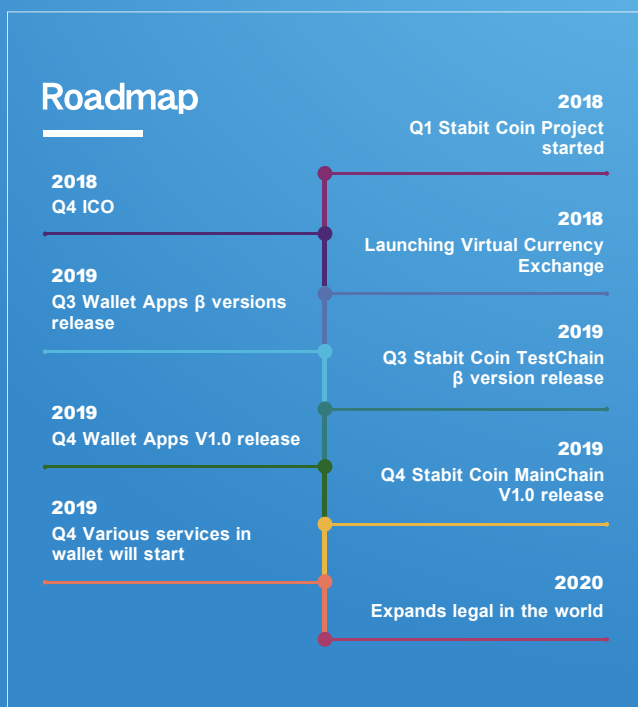 Roadmap
2018
Q1 Stabit Coin Project
started
2018
Q4 ICO
2018
Launching Virtual Currency
Exchange
2019
Q3 Wallet Apps β versions
release
2019
Q3 Stabit Coin TestChain
β version release
2019
Q4 Wallet Apps V1.0 release
2019
Q4 Stabit Coin MainChain
V1.0 release
2019
Q4 Various services in
wallet will start
2020
Expands legal in the world